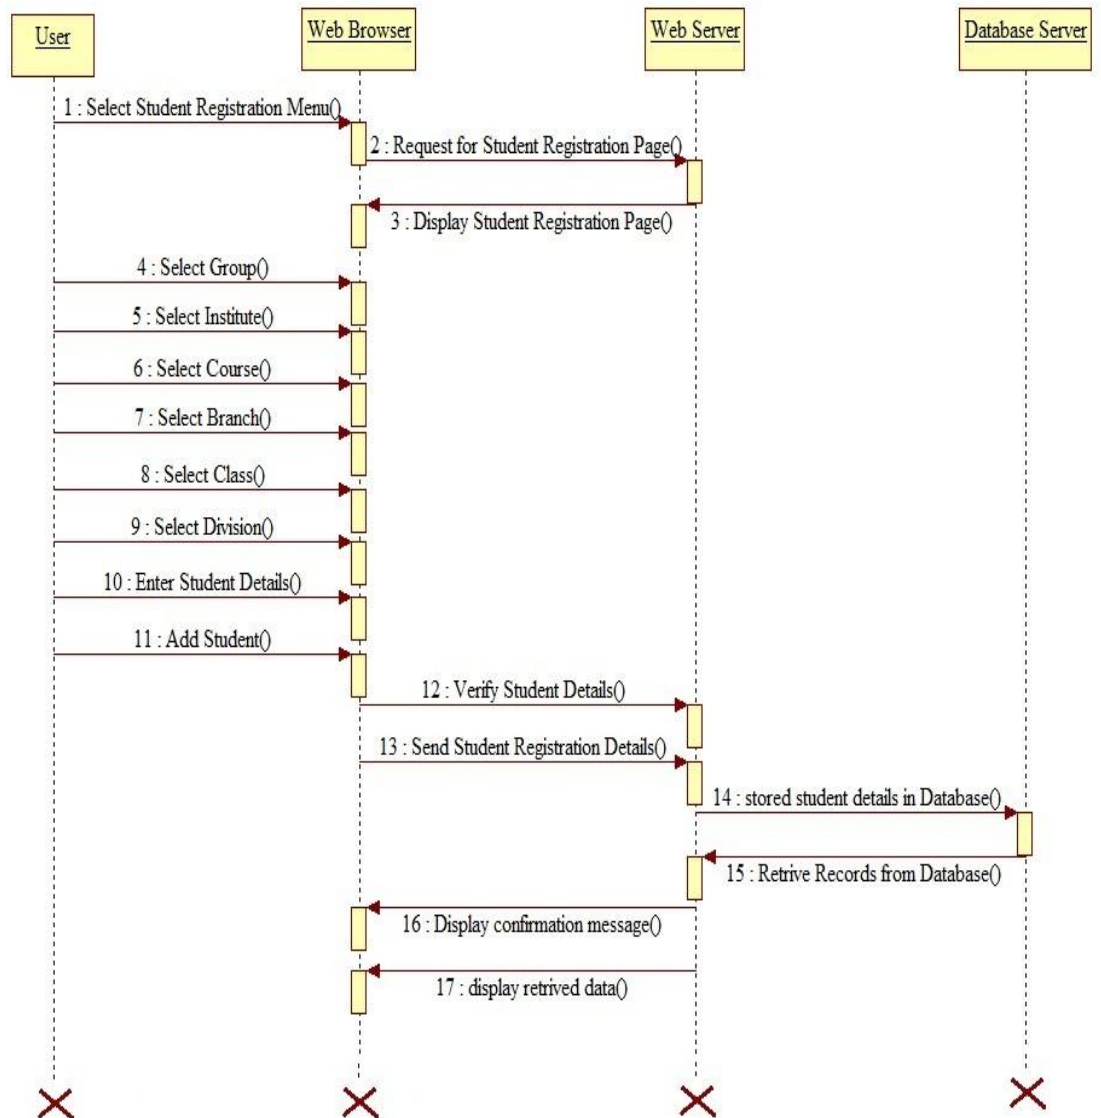 User
Web Browser
Web Server
Database Server
1 : Select Student Registration Menu()
2 : Request for Student Registration Page()
3 : Display Student Registration Page()
4 : Select Group()
5 : Select Institute()
6 : Select Course()
7 : Select Branch()
8 : Select Class()
9 : Select Division()
10 : Enter Student Details()
11 : Add Student()
12 : Verify Student Details()
13 : Send Student Registration Details()
14 : stored student details in Database()
15 : Retrive Records from Database()
16 : Display confirmation message()
17 : display retrived data()